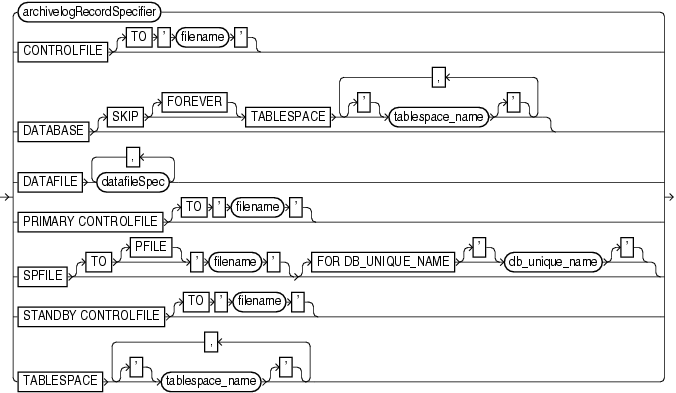 archivelogRecordSpecifier
CONTROLFILE TO ' filename '
,
FOREVER
DATABASE SKIP TABLESPACE ' tablespace_name '
,
DATAFILE datafileSpec
PRIMARY CONTROLFILE TO ' filename '
PFILE
SPFILE TO ' filename ' FOR DB_UNIQUE_NAME ' db_unique_name '
STANDBY CONTROLFILE TO ' filename '
,
TABLESPACE ' tablespace_name '